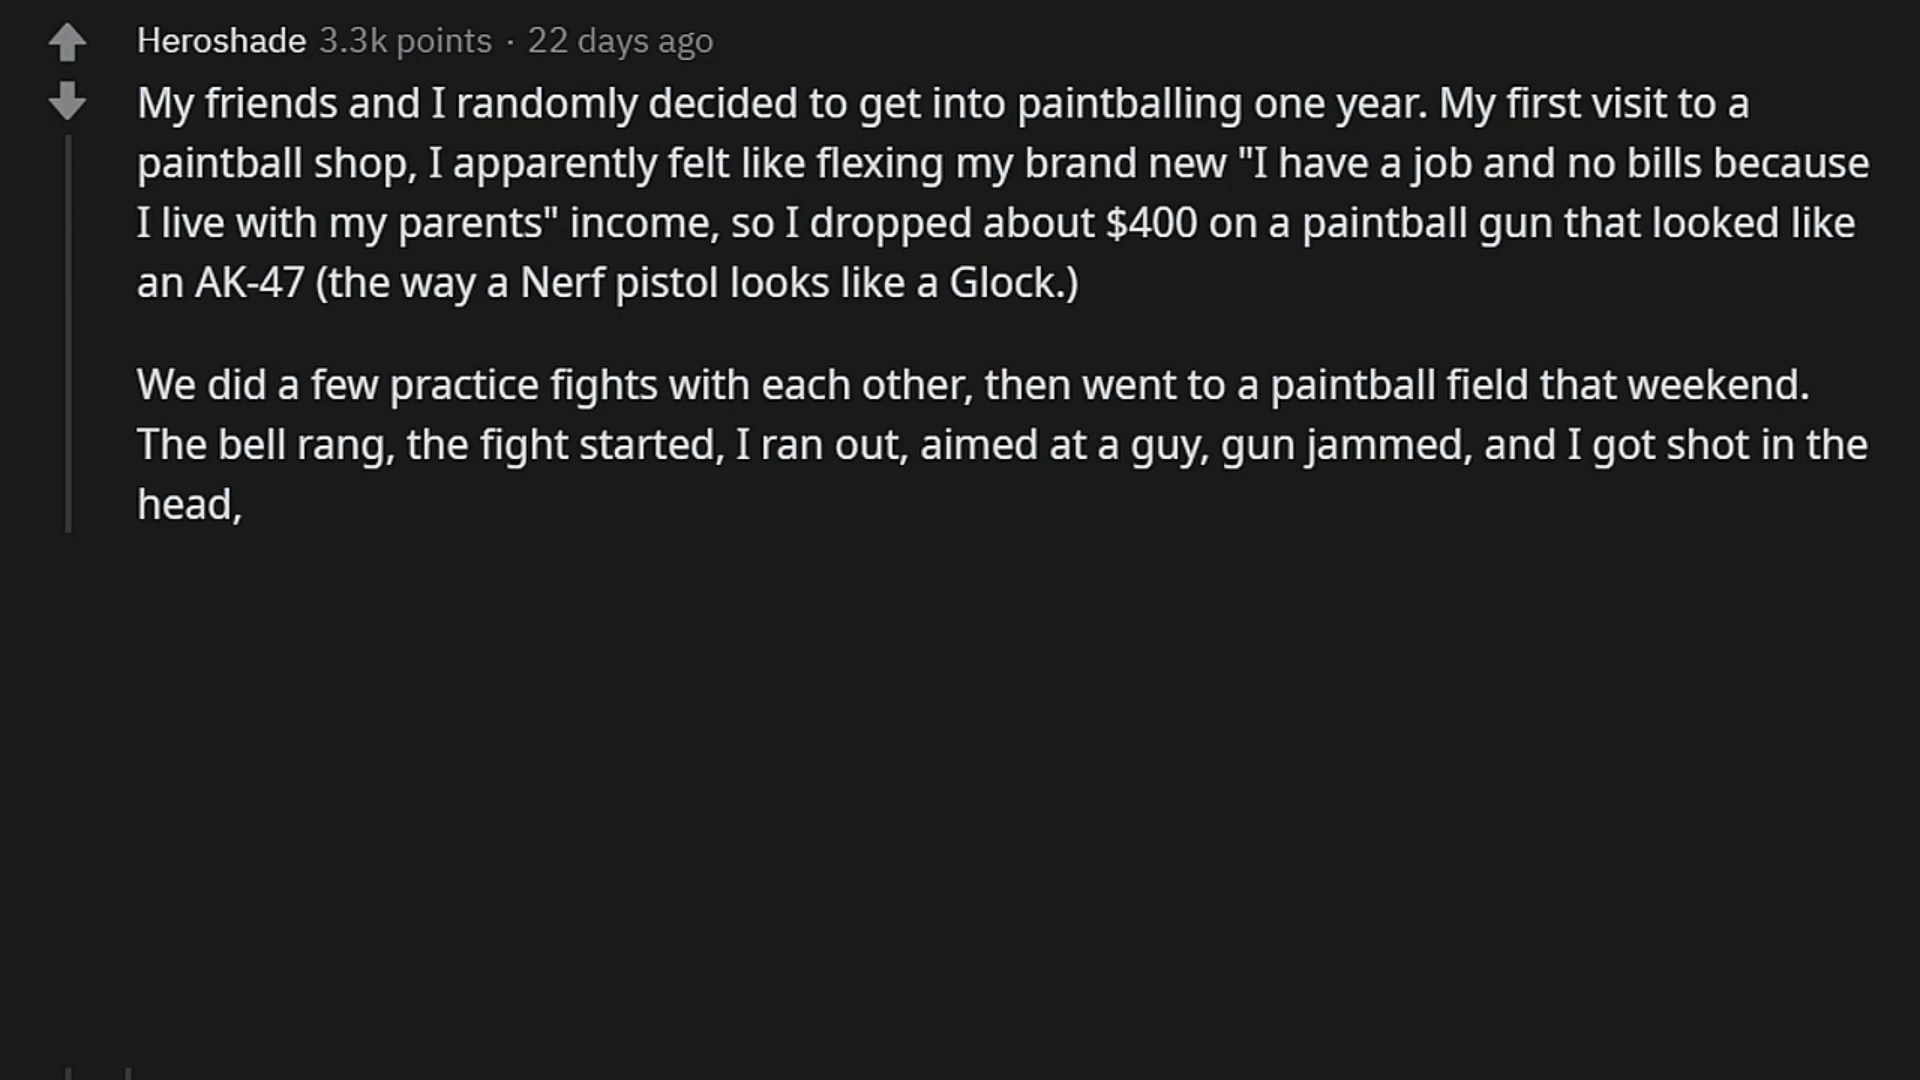 Heroshade 3.3k points · 22 days ago
My friends and I randomly decided to get into paintballing one year. My first visit to a
paintball shop, I apparently felt like flexing my brand new "I have a job and no bills because
I live with my parents" income, so I dropped about $400 on a paintball gun that looked like
an AK-47 (the way a Nerf pistol looks like a Glock.)
We did a few practice fights with each other, then went to a paintball field that weekend.
The bell rang, the fight started, I ran out, aimed at a guy, gun jammed, and I got shot in the
head,